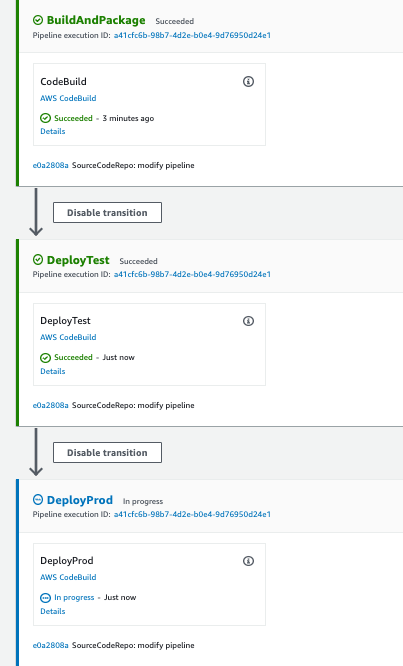 BuildAndPackage Succeeded
Pipeline execution ID: a41cfc6b-98b7-4d2e-b0e4-9d76950d24e1
CodeBuild
AWS CodeBuild
Succeeded - 3 minutes ago
Details
e0a2808a SourceCodeRepo: modify pipeline
Disable transition
DeployTest Succeeded
Pipeline execution ID: a41cfc6b-98b7-4d2e-b0e4-9d76950d24e1
DeployTest
AWS CodeBuild
Succeeded - Just now
Details
e0a2808a SourceCodeRepo: modify pipeline
Disable transition
DeployProd In progress
Pipeline execution ID: a41cfc6b-98b7-4d2e-b0e4-9d76950d24e1
DeployProd
AWS CodeBuild
In progress - Just now
Details
e0a2808a SourceCodeRepo: modify pipeline